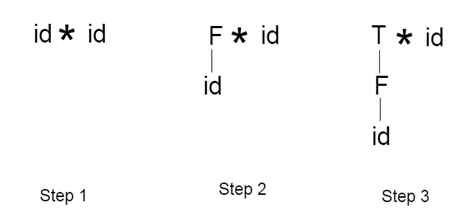 id * id
F * id
id
T * id
F
id
Step 1
Step 2
Step 3